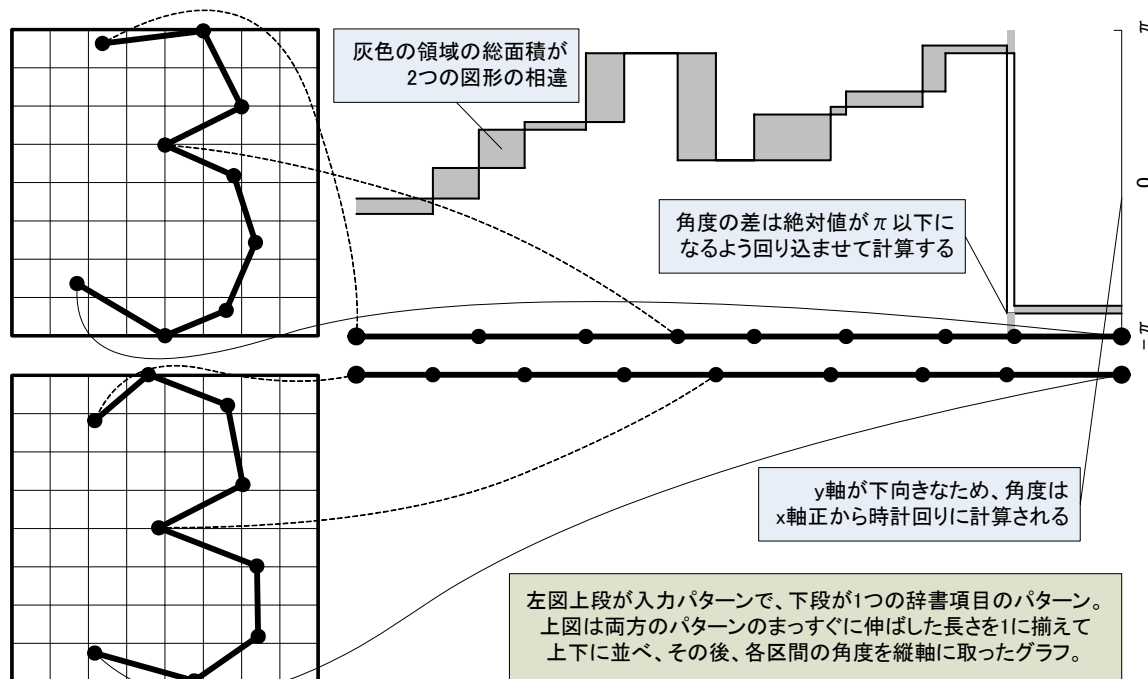 灰色の領域の総面積が
2つの図形の相違
π
0
-π
角度の差は絶対値がπ以下に
なるよう回り込ませて計算する
y軸が下向きなため、角度は
x軸正から時計回りに計算される
左図上段が入力パターンで、下段が1つの辞書項目のパターン。
上図は両方のパターンのまっすぐに伸ばした長さを1に揃えて
上下に並べ、その後、各区間の角度を縦軸に取ったグラフ。